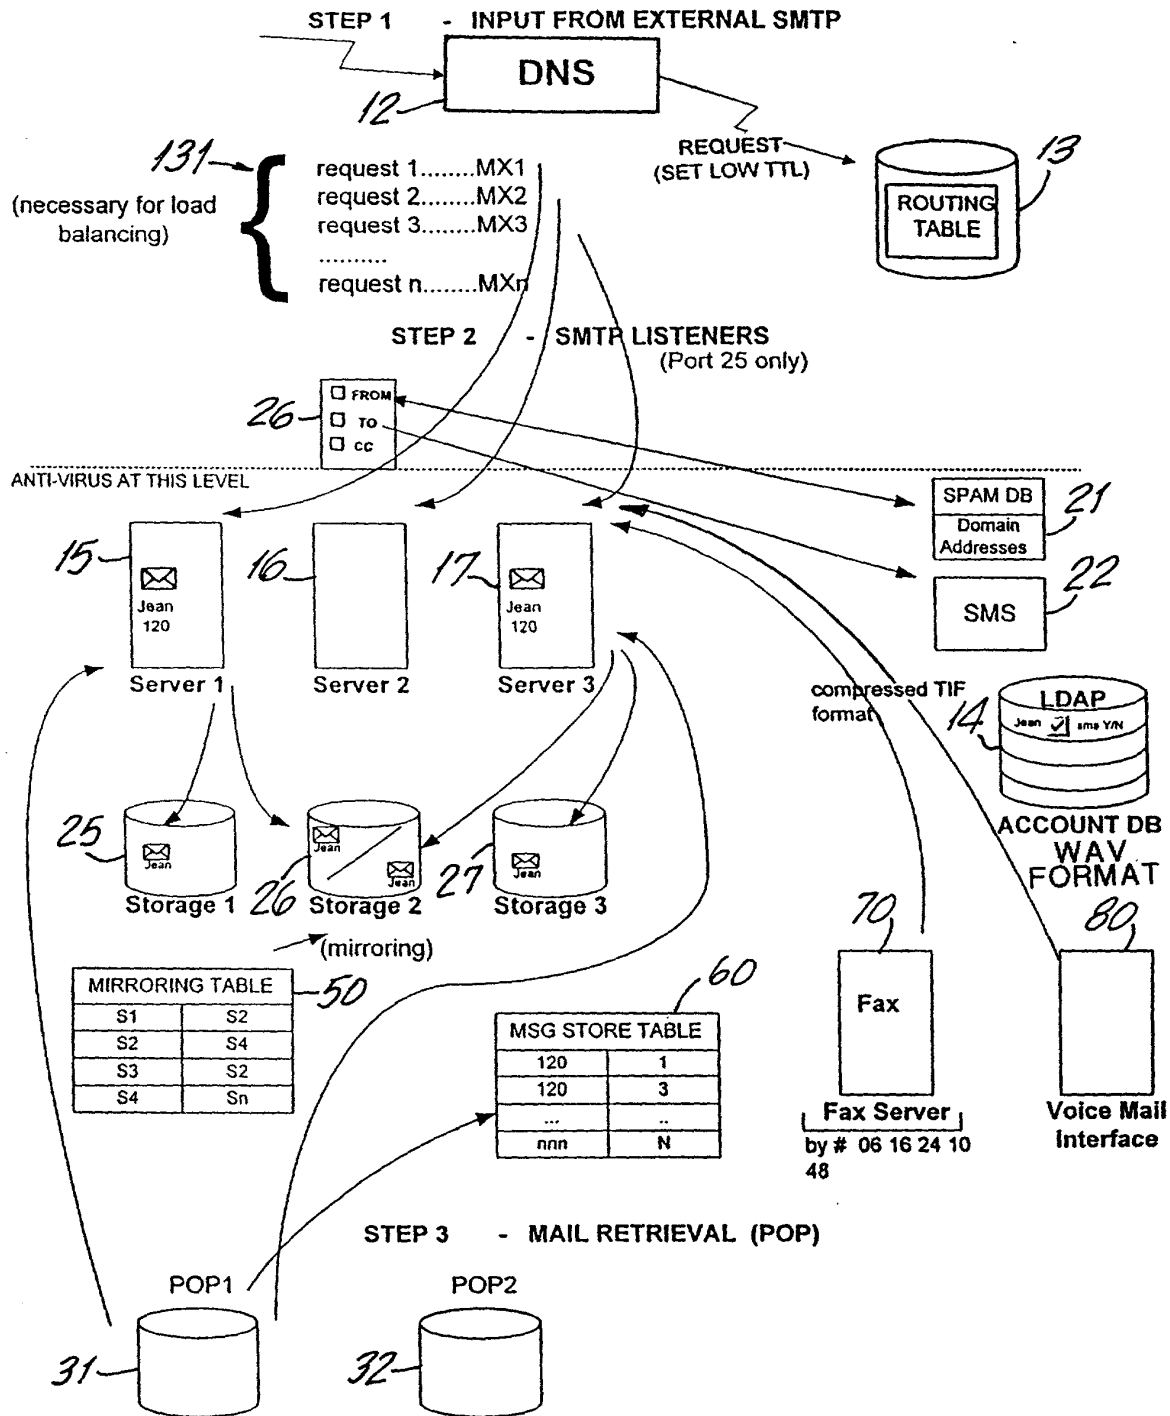 STEP 1 - INPUT FROM EXTERNAL SMTP
DNS
12
131
REQUEST
(SET LOW TTL)
13
ROUTING
TABLE
(necessary for load
balancing)
request 1........MX1
request 2........MX2
request 3........MX3
..........
request n........MXn
STEP 2 - SMTP LISTENERS
(Port 25 only)
26
FROM
TO
CC
ANTI-VIRUS AT THIS LEVEL
SPAM DB
Domain
Addresses
21
SMS
22
15
Jean
120
Server 1
16
Server 2
17
Jean
120
Server 3
compressed TIF
format
14
LDAP
Jean sms Y/N
ACCOUNT DB
WAV
FORMAT
25
Jean
Storage 1
26
Jean
Jean
Storage 2
(mirroring)
27
Jean
Storage 3
MIRRORING TABLE
S1 S2
S2 S4
S3 S2
S4 Sn
50
60
MSG STORE TABLE
120 1
120 3
... ..
nnn N
70
Fax
Fax Server
by # 06 16 24 10
48
80
Voice Mail
Interface
STEP 3 - MAIL RETRIEVAL (POP)
POP1
31
POP2
32